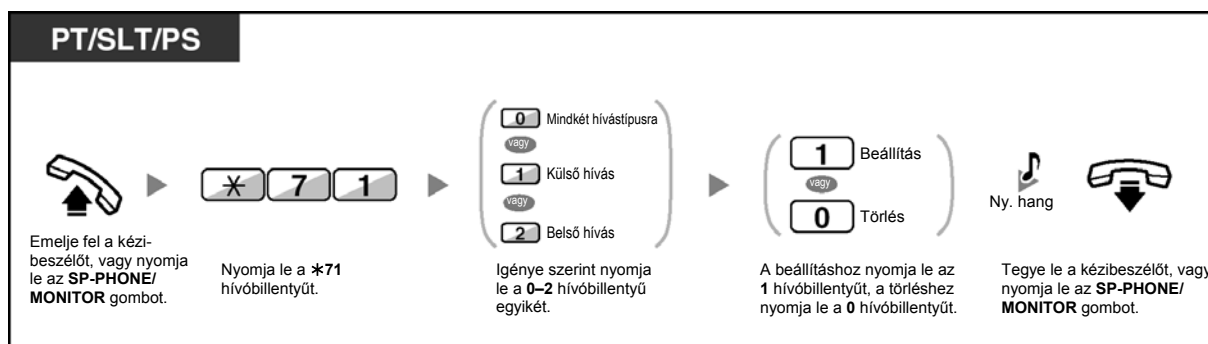 PT/SLT/PS
Emelje fel a kézi-
beszélőt, vagy nyomja
le az SP-PHONE/
MONITOR gombot.
✳ 7 1
Nyomja le a ✳71
hívóbillentyűt.
0 Mindkét hívástípusra
vagy
1 Külső hívás
vagy
2 Belső hívás
Igénye szerint nyomja
le a 0–2 hívóbillentyű
egyikét.
1 Beállítás
vagy
0 Törlés
A beállításhoz nyomja le az
1 hívóbillentyűt, a törléshez
nyomja le a 0 hívóbillentyűt.
Ny. hang
Tegye le a kézibeszélőt, vagy
nyomja le az SP-PHONE/
MONITOR gombot.